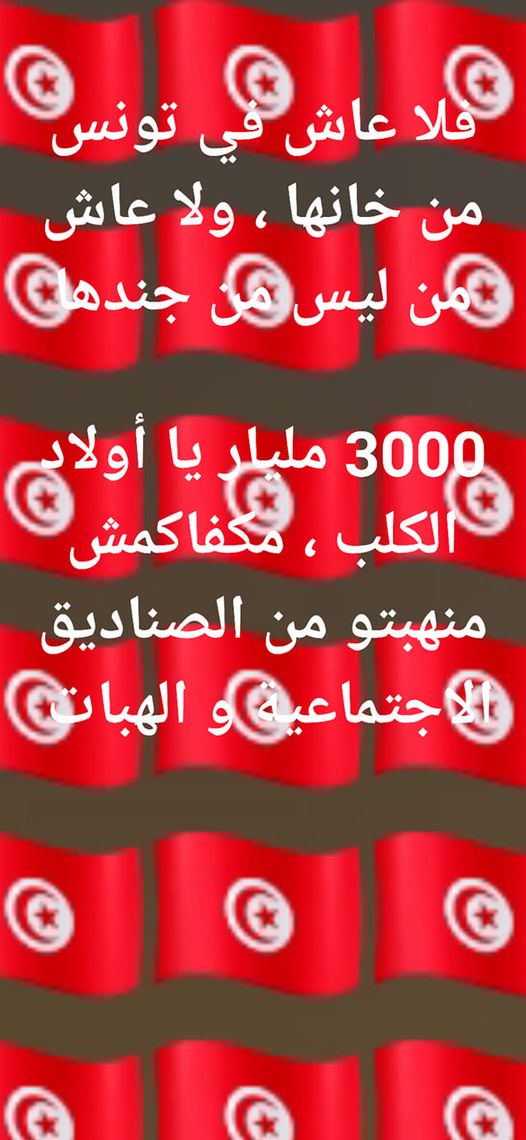 فلا عاش في تونس
من خانها ، ولا عاش
من ليس من جندها
3000 مليار يا أولاد
الكلب ، مكفاكمش
منهبتو من الصناديق
الاجتماعية و الهبات